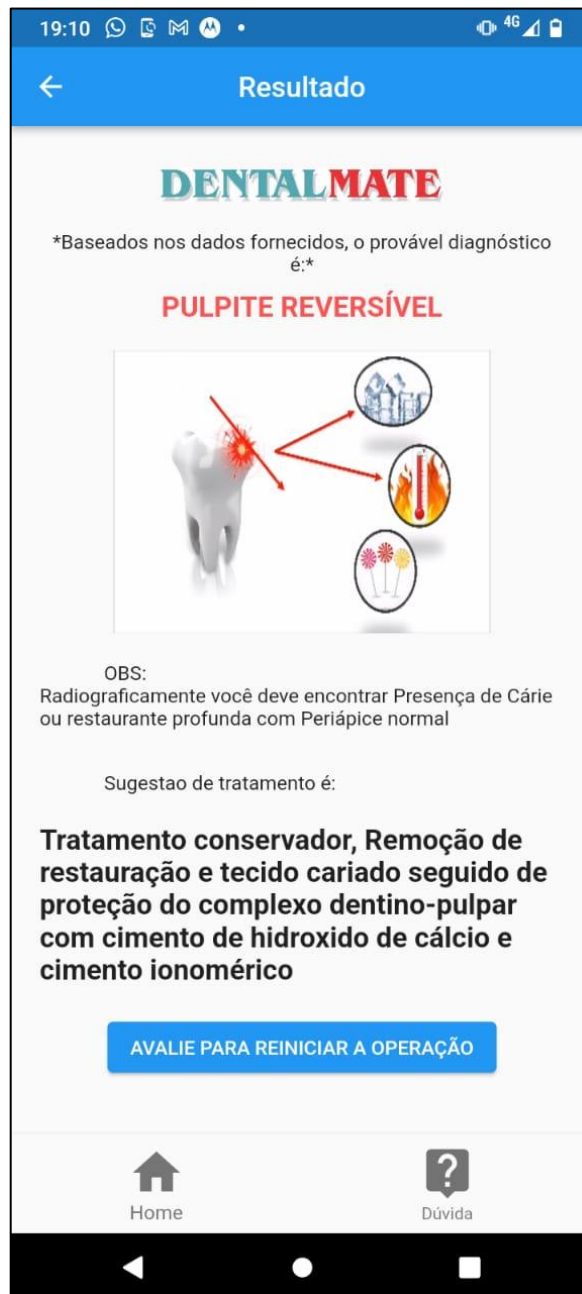 19:10
4G
Resultado
DENTALMATE
*Baseados nos dados fornecidos, o provável diagnóstico
é:*
PULPITE REVERSÍVEL
OBS:
Radiograficamente você deve encontrar Presença de Cárie
ou restaurante profunda com Periápice normal
Sugestao de tratamento é:
Tratamento conservador, Remoção de
restauração e tecido cariado seguido de
proteção do complexo dentino-pulpar
com cimento de hidroxido de cálcio e
cimento ionomérico
AVALIE PARA REINICIAR A OPERAÇÃO
Home
Dúvida